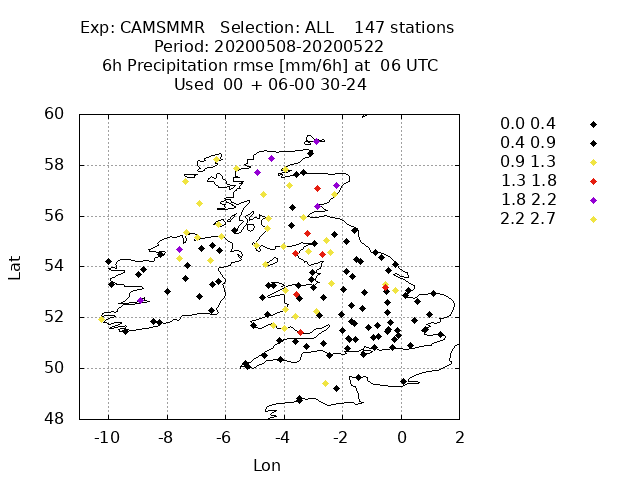 Exp: CAMSMMR Selection: ALL 147 stations
Period: 20200508-20200522
6h Precipitation rmse [mm/6h] at 06 UTC
Used 00 + 06-00 30-24
60
58
56
54
52
50
48
Lat
-10 -8 -6 -4 -2 0 2
Lon
0.0 0.4
0.4 0.9
0.9 1.3
1.3 1.8
1.8 2.2
2.2 2.7